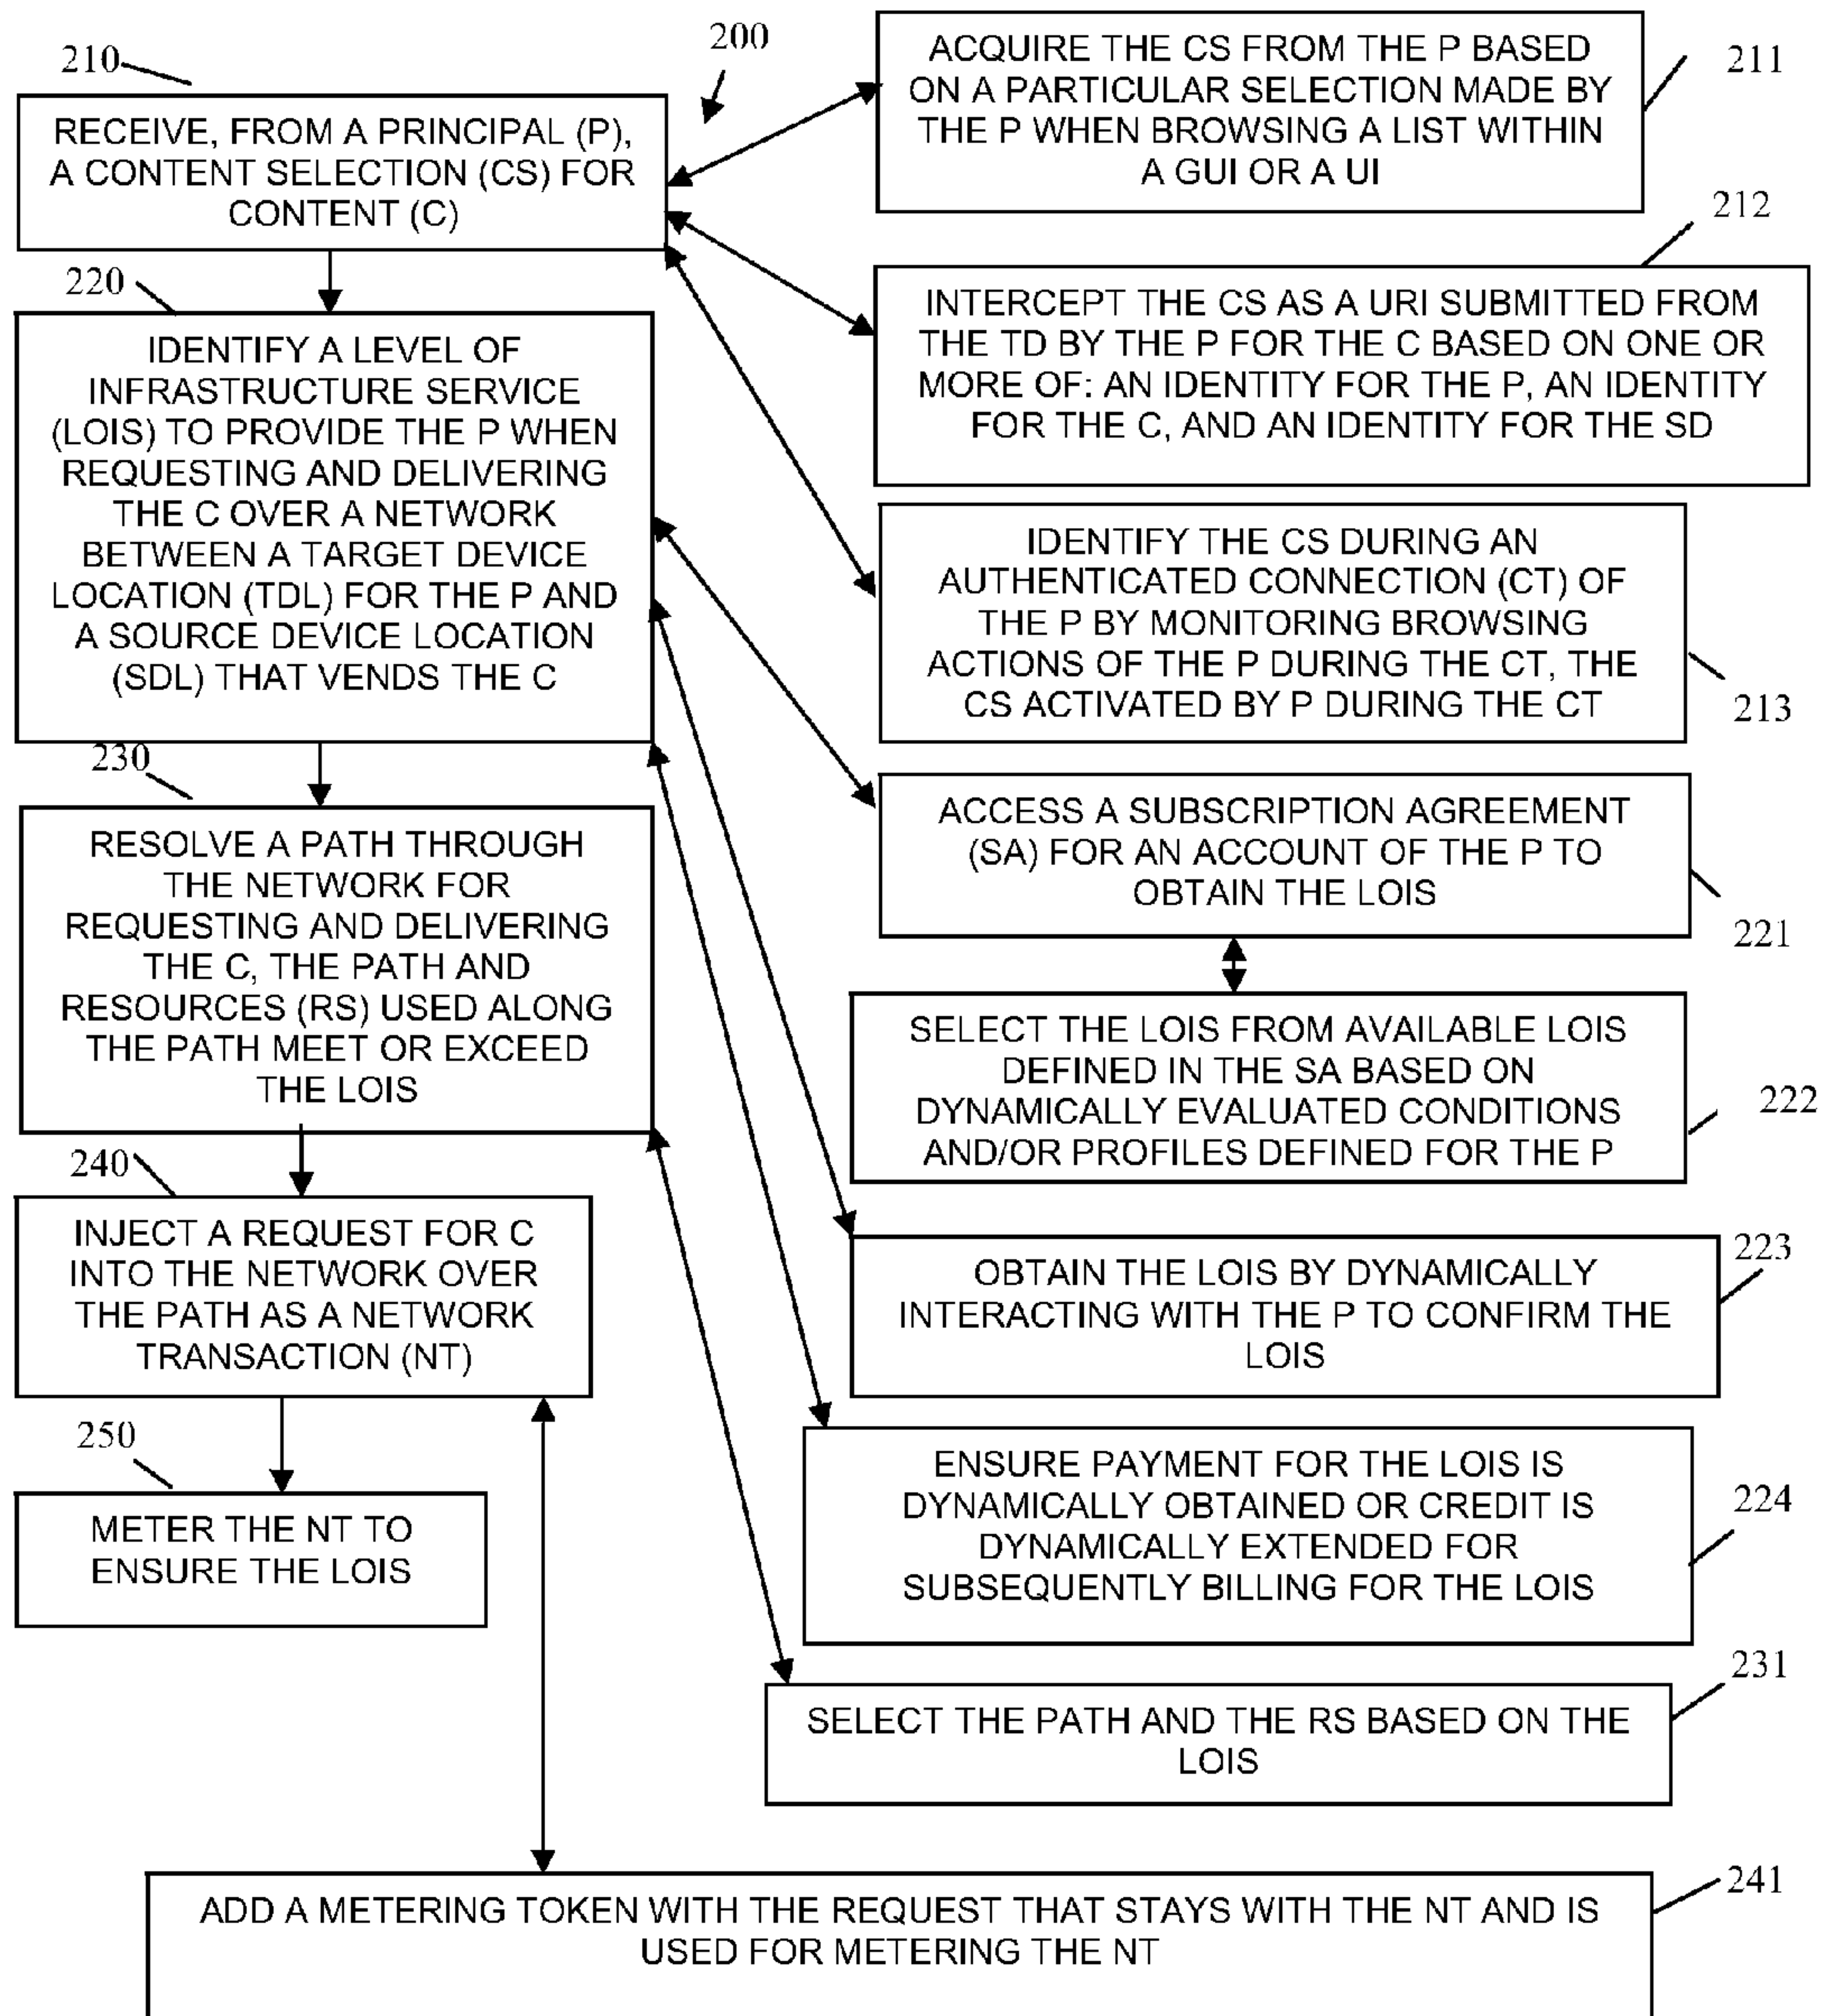 200
210
RECEIVE, FROM A PRINCIPAL (P),
A CONTENT SELECTION (CS) FOR
CONTENT (C)
211
ACQUIRE THE CS FROM THE P BASED
ON A PARTICULAR SELECTION MADE BY
THE P WHEN BROWSING A LIST WITHIN
A GUI OR A UI
212
INTERCEPT THE CS AS A URI SUBMITTED FROM
THE TD BY THE P FOR THE C BASED ON ONE OR
MORE OF: AN IDENTITY FOR THE P, AN IDENTITY
FOR THE C, AND AN IDENTITY FOR THE SD
213
IDENTIFY THE CS DURING AN
AUTHENTICATED CONNECTION (CT) OF
THE P BY MONITORING BROWSING
ACTIONS OF THE P DURING THE CT, THE
CS ACTIVATED BY P DURING THE CT
220
IDENTIFY A LEVEL OF
INFRASTRUCTURE SERVICE
(LOIS) TO PROVIDE THE P WHEN
REQUESTING AND DELIVERING
THE C OVER A NETWORK
BETWEEN A TARGET DEVICE
LOCATION (TDL) FOR THE P AND
A SOURCE DEVICE LOCATION
(SDL) THAT VENDS THE C
221
ACCESS A SUBSCRIPTION AGREEMENT
(SA) FOR AN ACCOUNT OF THE P TO
OBTAIN THE LOIS
222
SELECT THE LOIS FROM AVAILABLE LOIS
DEFINED IN THE SA BASED ON
DYNAMICALLY EVALUATED CONDITIONS
AND/OR PROFILES DEFINED FOR THE P
223
OBTAIN THE LOIS BY DYNAMICALLY
INTERACTING WITH THE P TO CONFIRM THE
LOIS
224
ENSURE PAYMENT FOR THE LOIS IS
DYNAMICALLY OBTAINED OR CREDIT IS
DYNAMICALLY EXTENDED FOR
SUBSEQUENTLY BILLING FOR THE LOIS
230
RESOLVE A PATH THROUGH
THE NETWORK FOR
REQUESTING AND DELIVERING
THE C, THE PATH AND
RESOURCES (RS) USED ALONG
THE PATH MEET OR EXCEED
THE LOIS
231
SELECT THE PATH AND THE RS BASED ON THE
LOIS
240
INJECT A REQUEST FOR C
INTO THE NETWORK OVER
THE PATH AS A NETWORK
TRANSACTION (NT)
241
ADD A METERING TOKEN WITH THE REQUEST THAT STAYS WITH THE NT AND IS
USED FOR METERING THE NT
250
METER THE NT TO
ENSURE THE LOIS